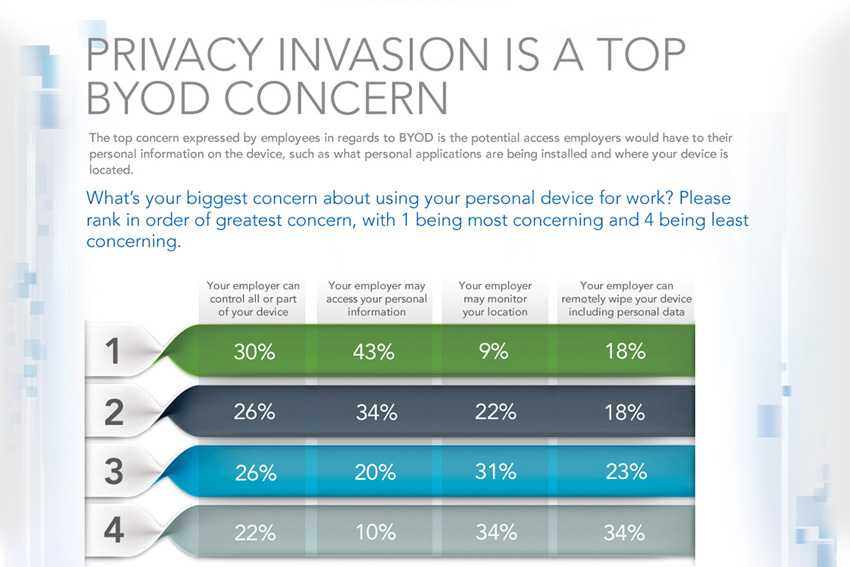 PRIVACY INVASION IS A TOP
BYOD CONCERN
The top concern expressed by employees in regards to BYOD is the potential access employers would have to their
personal information on the device, such as what personal applications are being installed and where your device is
located.
What's your biggest concern about using your personal device for work? Please
rank in order of greatest concern, with 1 being most concerning and 4 being least
concerning.
Your employer can
control all or part
of your device
Your employer may
access your personal
information
Your employer
may monitor
your location
Your employer can
remotely wipe your device
including personal data
1 30% 43% 9% 18%
2 26% 34% 22% 18%
3 26% 20% 31% 23%
4 22% 10% 34% 34%